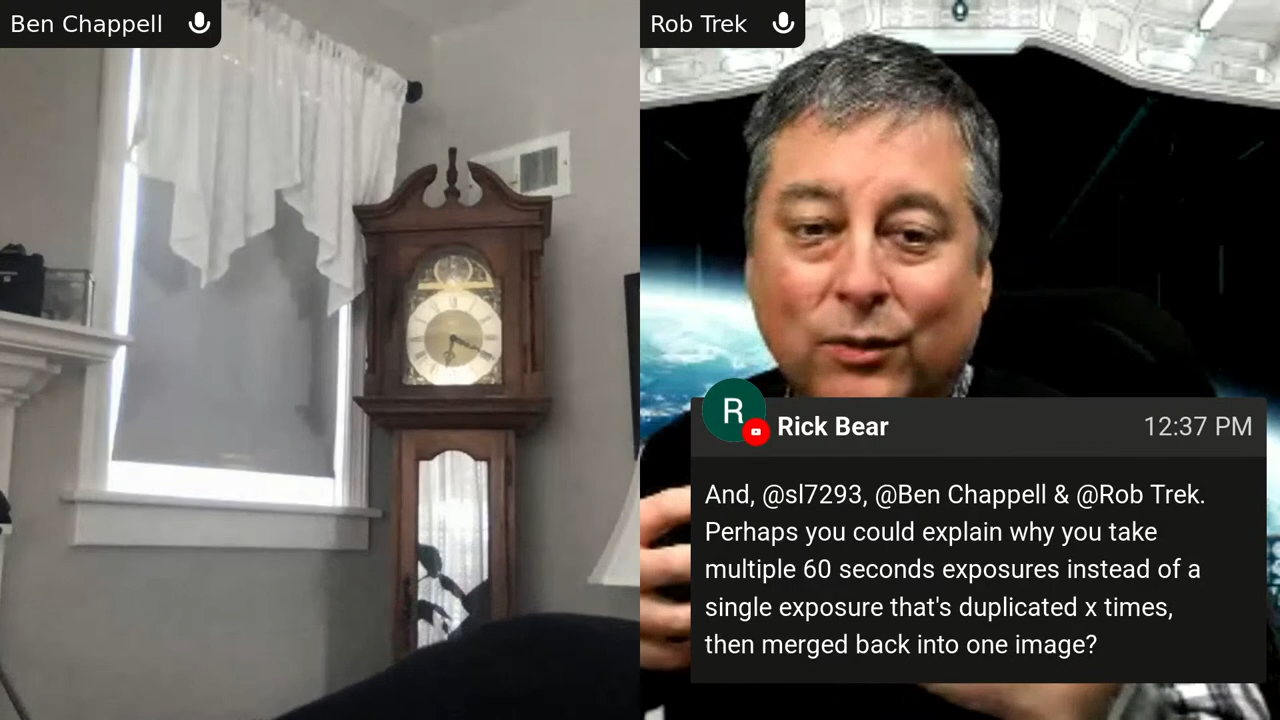 Ben Chappell
Rob Trek
R
Rick Bear
12:37 PM
And, @sl7293, @Ben Chappell & @Rob Trek.
Perhaps you could explain why you take
multiple 60 seconds exposures instead of a
single exposure that's duplicated x times,
then merged back into one image?